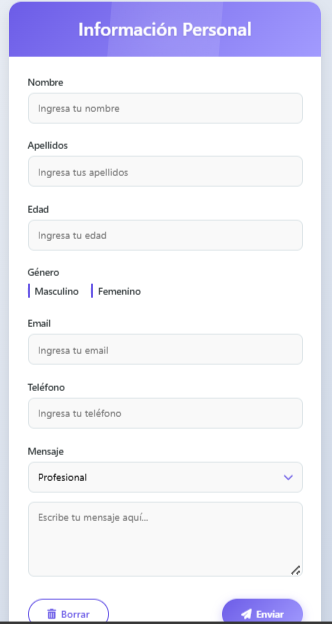 Información Personal
Nombre
Ingresa tu nombre
Apellidos
Ingresa tus apellidos
Edad
Ingresa tu edad
Género
Masculino Femenino
Email
Ingresa tu email
Teléfono
Ingresa tu teléfono
Mensaje
Profesional
Escribe tu mensaje aquí...
Borrar Enviar